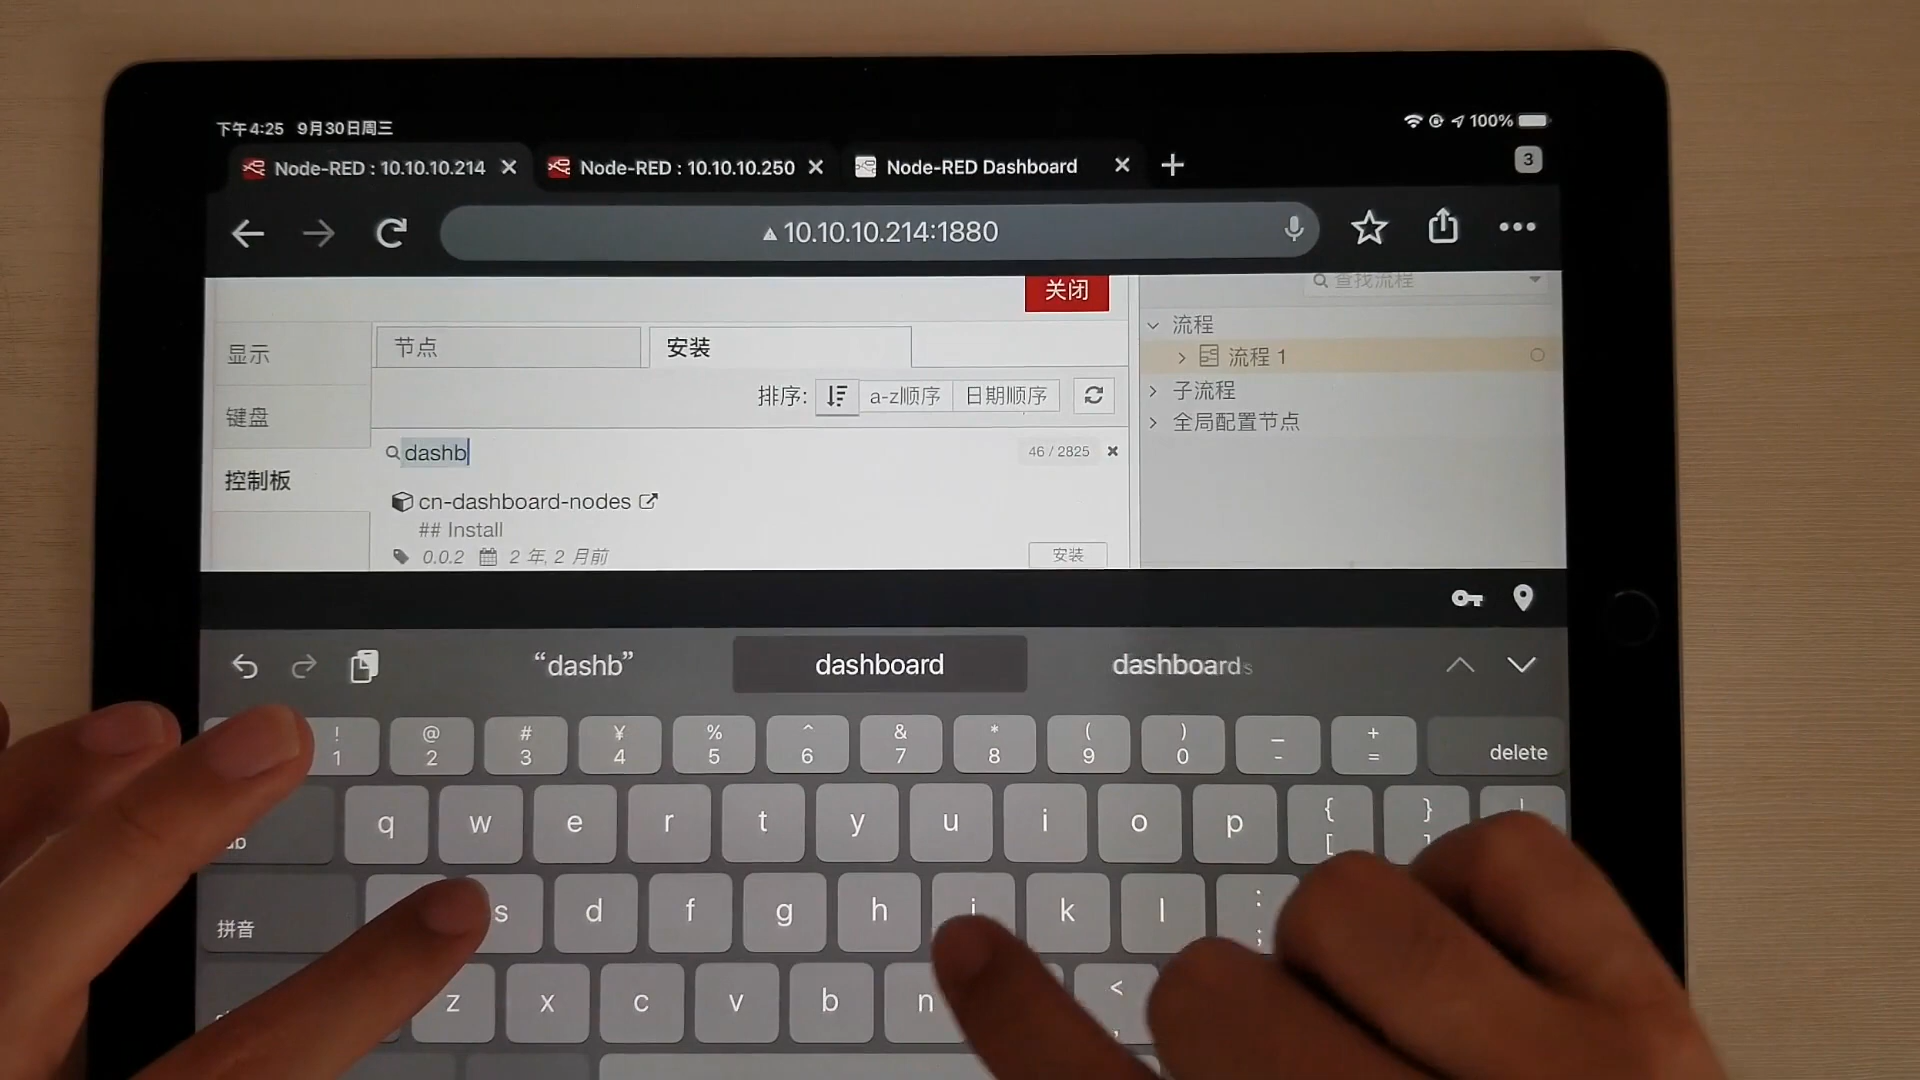 下午4:25 9月30日周三
100%
Node-RED : 10.10.10.214
Node-RED : 10.10.10.250
Node-RED Dashboard
3
10.10.10.214:1880
关闭
查找流程
显示
节点
安装
流程
流程 1
键盘
排序:
a-z顺序
日期顺序
子流程
全局配置节点
dashb
46 / 2825
控制板
cn-dashboard-nodes
## Install
0.0.2
2 年, 2 月前
安装
“dashb”
dashboard
dashboards
! @ # ¥ % ^ & * ( ) _ +
1 2 3 4 5 6 7 8 9 0 - = delete
q w e r t y u i o p { }
[
拼音 s d f g h j k l : ;
z x c v b n < ,